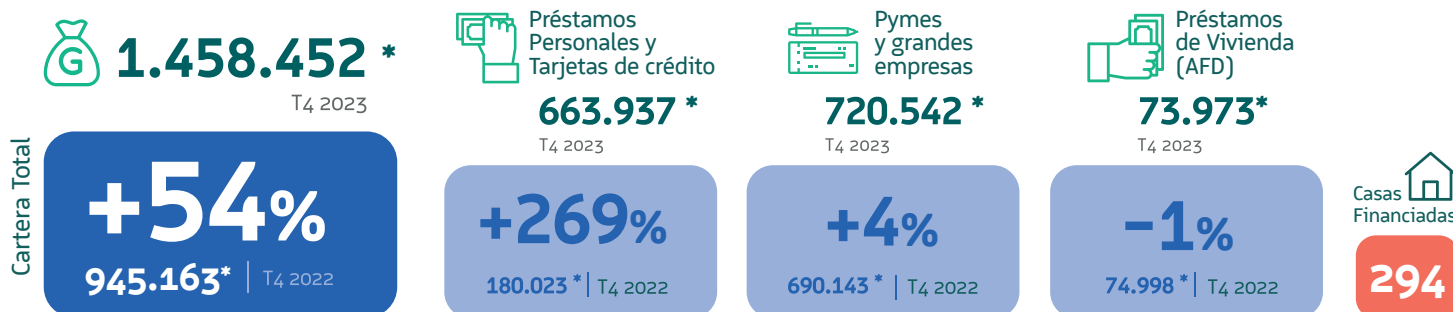 G
1.458.452 *
T4 2023
Cartera Total
+54%
945.163* | T4 2022
Préstamos
Personales y
Tarjetas de crédito
663.937 *
T4 2023
+269%
180.023 * | T4 2022
Pymes
y grandes
empresas
720.542 *
T4 2023
+4%
690.143 * | T4 2022
Préstamos
de Vivienda
(AFD)
73.973*
T4 2023
-1%
74.998 * | T4 2022
Casas
Financiadas
294